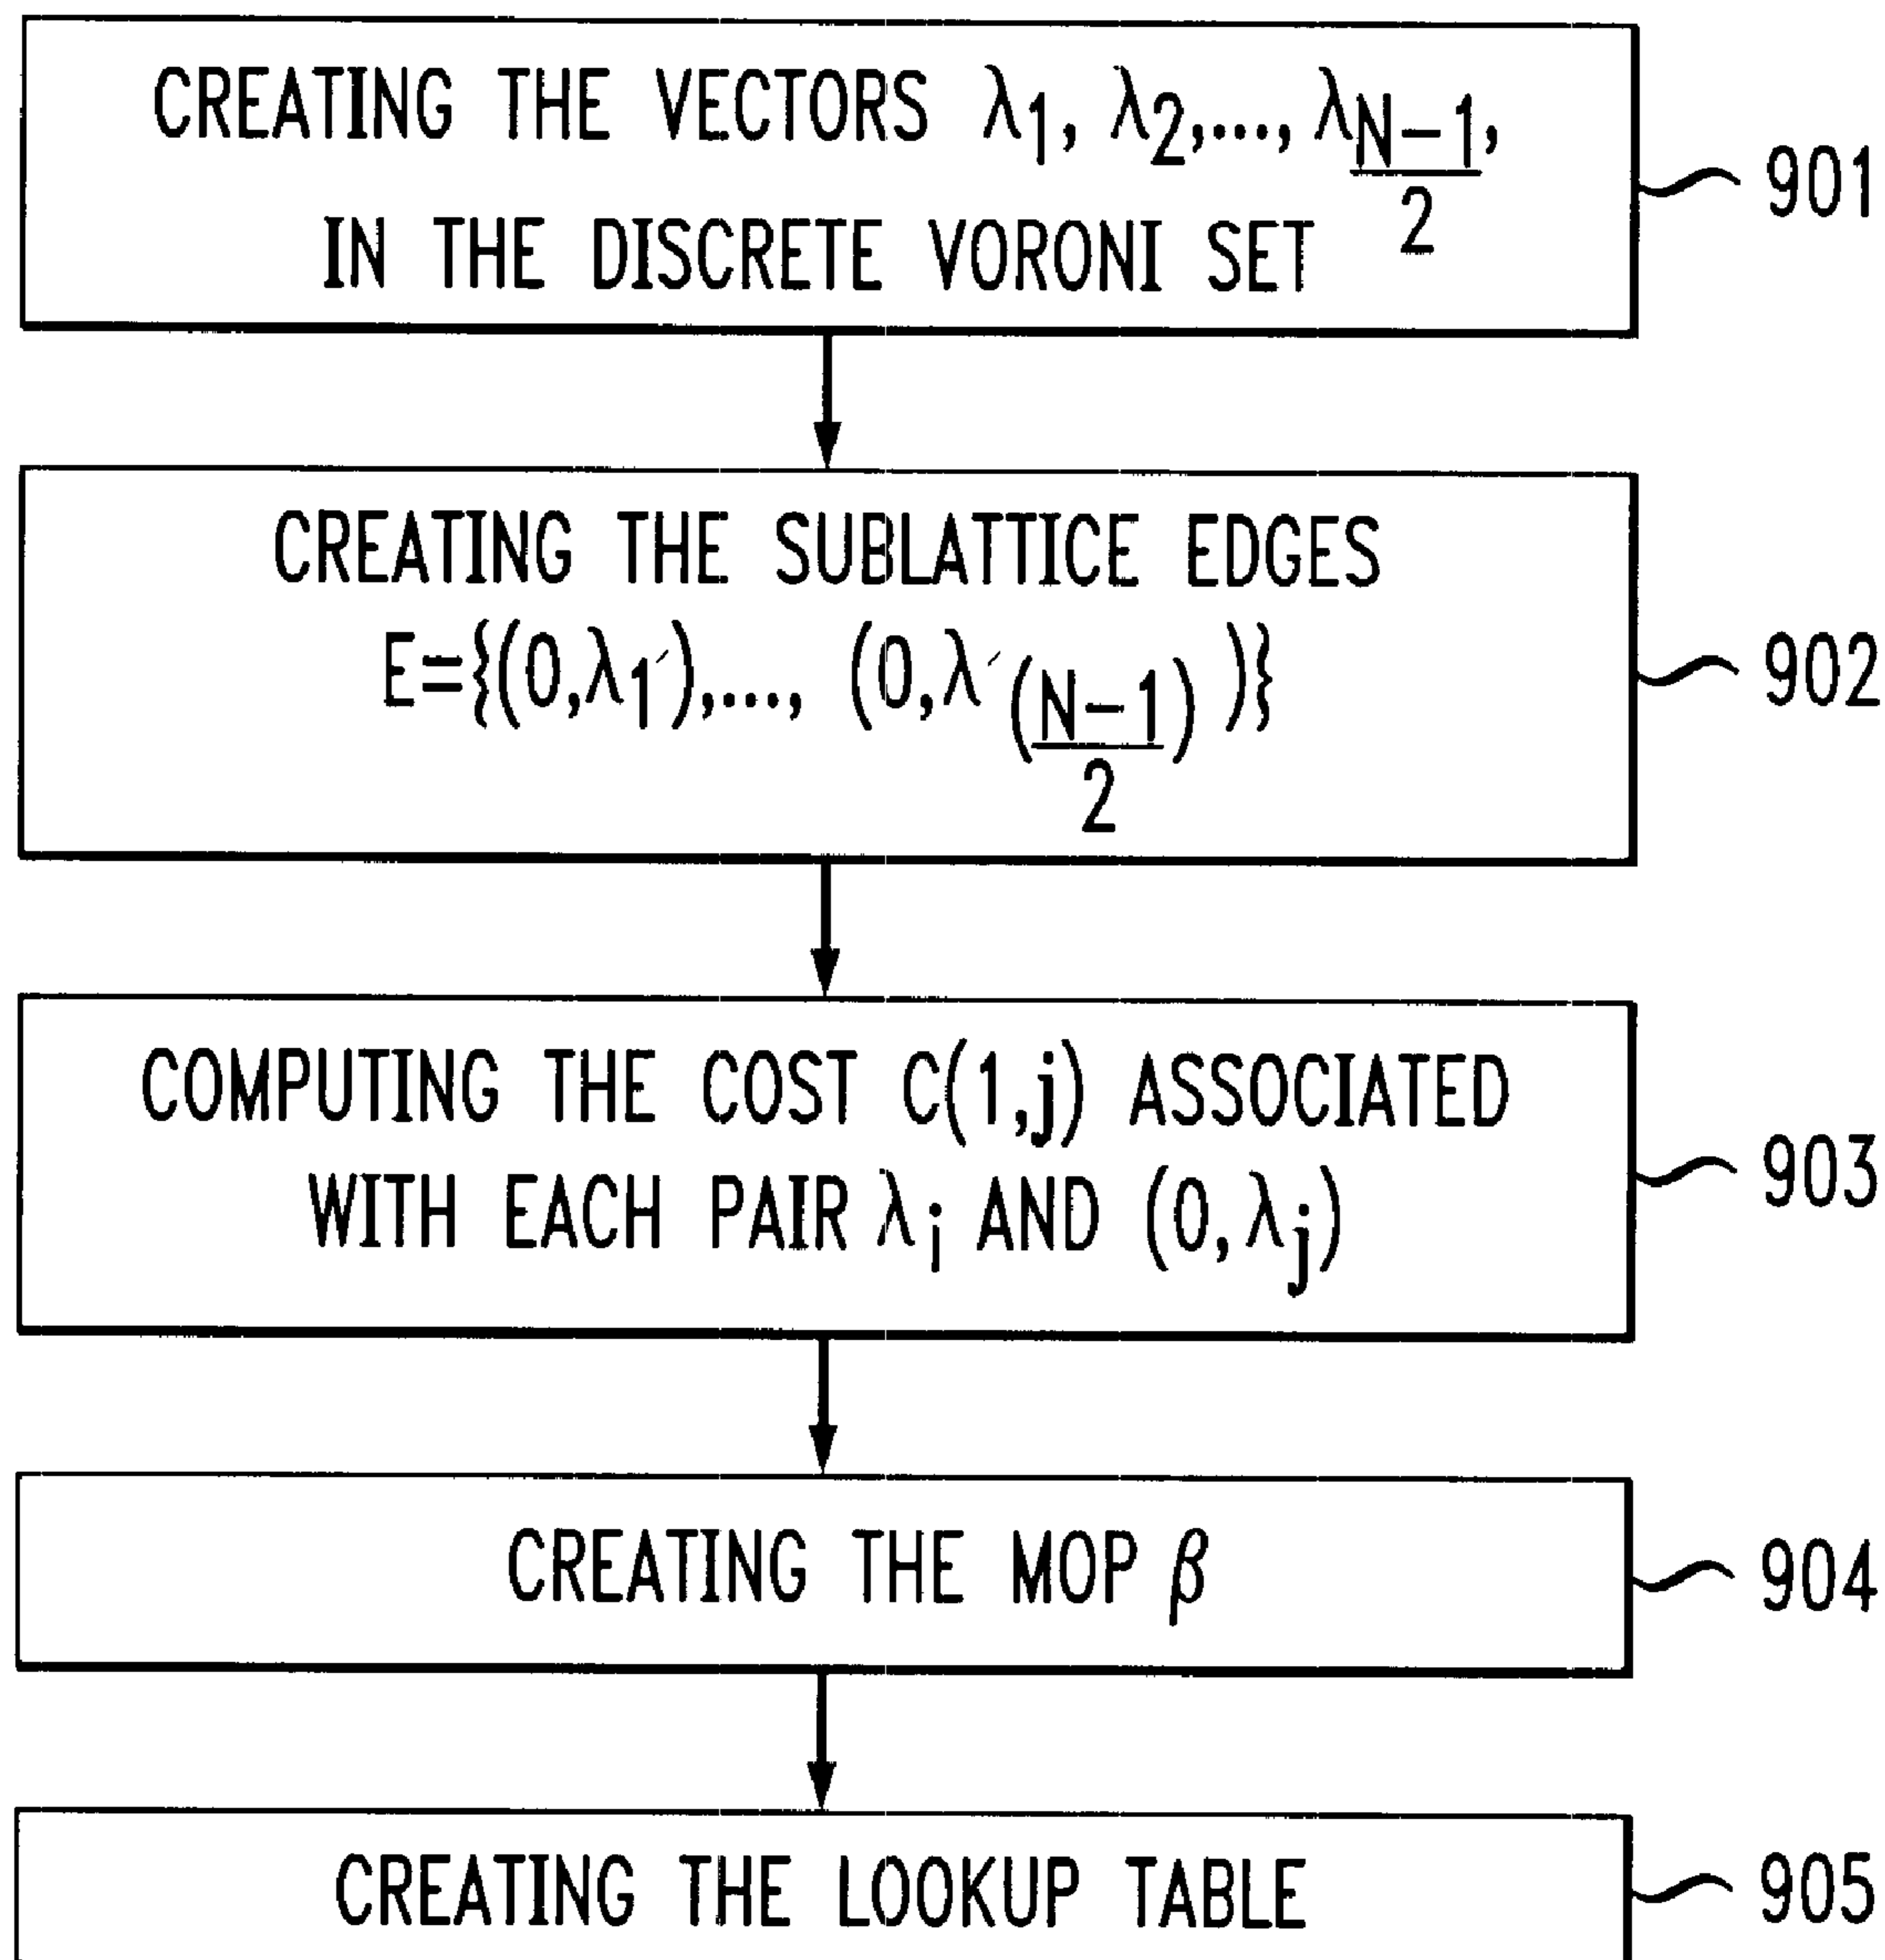 CREATING THE VECTORS λ1, λ2,..., λN-1/2,
IN THE DISCRETE VORONI SET
901
CREATING THE SUBLATTICE EDGES
E={(0,λ1′),..., (0,λ′(N-1/2))}
902
COMPUTING THE COST C(1,j) ASSOCIATED
WITH EACH PAIR λi AND (0, λj)
903
CREATING THE MOP β
904
CREATING THE LOOKUP TABLE
905